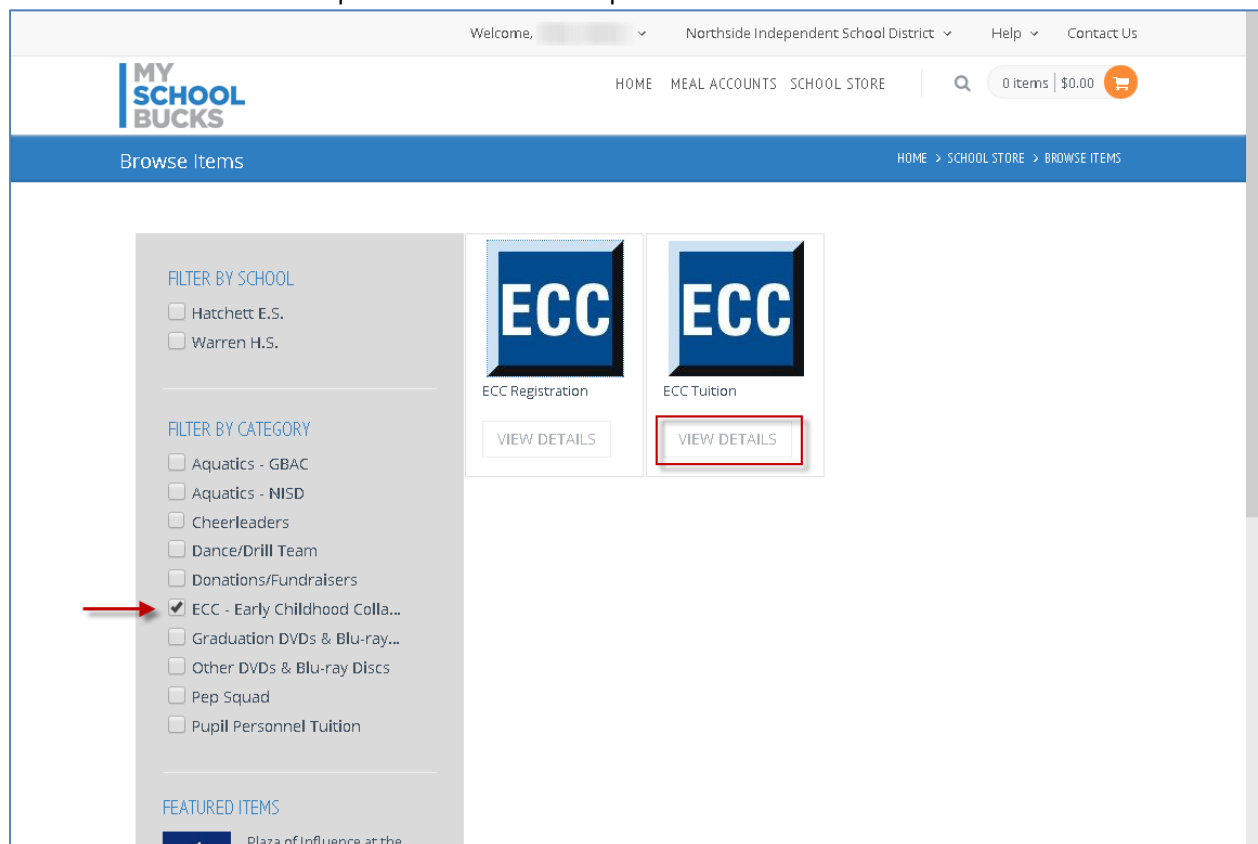 Welcome,
Northside Independent School District
Help
Contact Us
MY
SCHOOL
BUCKS
HOME MEAL ACCOUNTS SCHOOL STORE
0 items | $0.00
Browse Items
HOME > SCHOOL STORE > BROWSE ITEMS
FILTER BY SCHOOL
Hatchett E.S.
Warren H.S.
FILTER BY CATEGORY
Aquatics - GBAC
Aquatics - NISD
Cheerleaders
Dance/Drill Team
Donations/Fundraisers
ECC - Early Childhood Colla...
Graduation DVDs & Blu-ray...
Other DVDs & Blu-ray Discs
Pep Squad
Pupil Personnel Tuition
FEATURED ITEMS
Plaza of Influence at the
ECC
ECC Registration
VIEW DETAILS
ECC
ECC Tuition
VIEW DETAILS